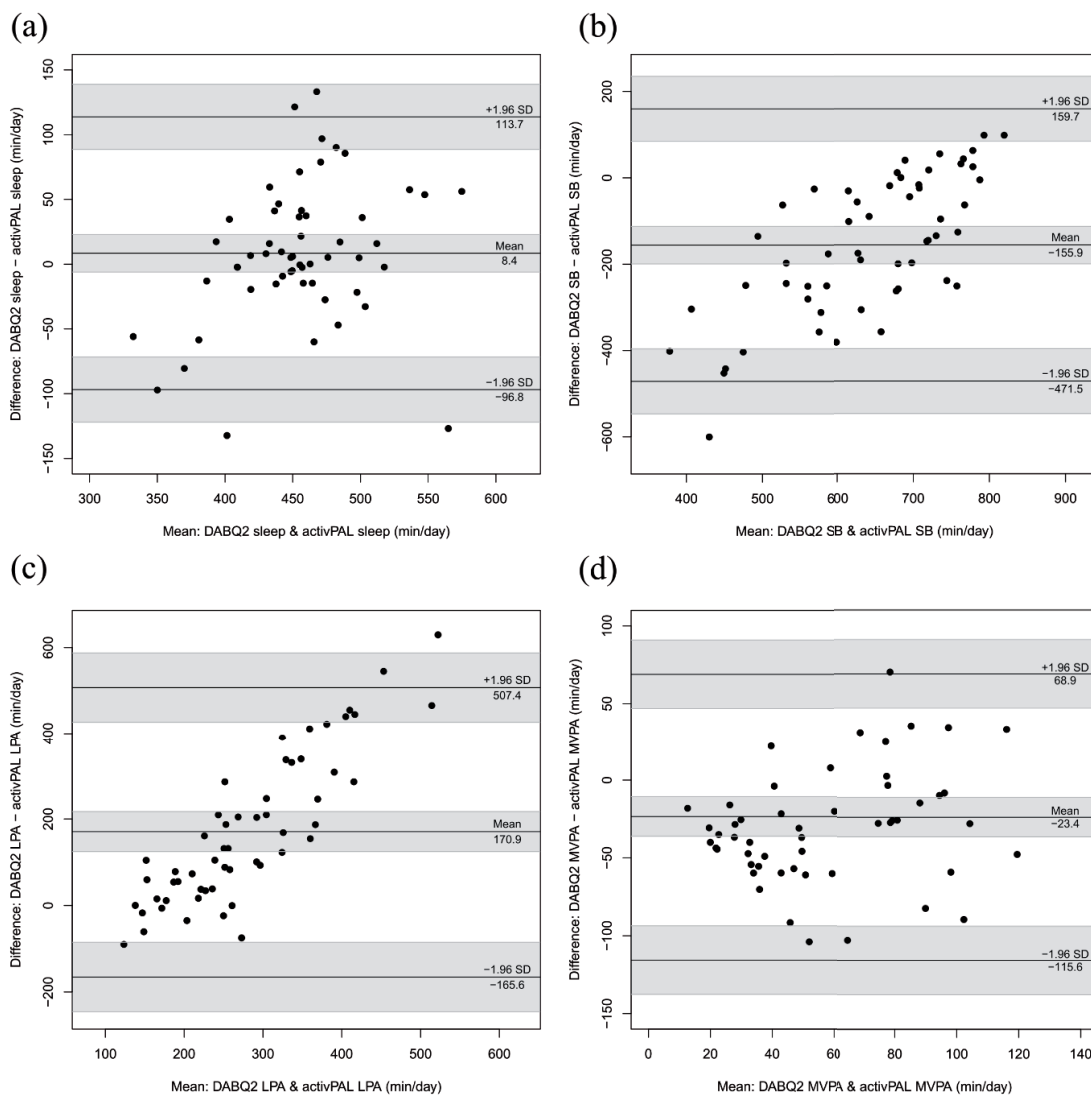 (a)
150
100
50
0
−50
−100
−150
Difference: DABQ2 sleep − activPAL sleep (min/day)
+1.96 SD
113.7
Mean
8.4
−1.96 SD
−96.8
300 350 400 450 500 550 600
Mean: DABQ2 sleep & activPAL sleep (min/day)
(b)
200
0
−200
−400
−600
Difference: DABQ2 SB − activPAL SB (min/day)
+1.96 SD
159.7
Mean
−155.9
−1.96 SD
−471.5
400 500 600 700 800 900
Mean: DABQ2 SB & activPAL SB (min/day)
(c)
600
400
200
0
−200
Difference: DABQ2 LPA − activPAL LPA (min/day)
+1.96 SD
507.4
Mean
170.9
−1.96 SD
−165.6
100 200 300 400 500 600
Mean: DABQ2 LPA & activPAL LPA (min/day)
(d)
100
50
0
−50
−100
−150
Difference: DABQ2 MVPA − activPAL MVPA (min/day)
+1.96 SD
68.9
Mean
−23.4
−1.96 SD
−115.6
0 20 40 60 80 100 120 140
Mean: DABQ2 MVPA & activPAL MVPA (min/day)